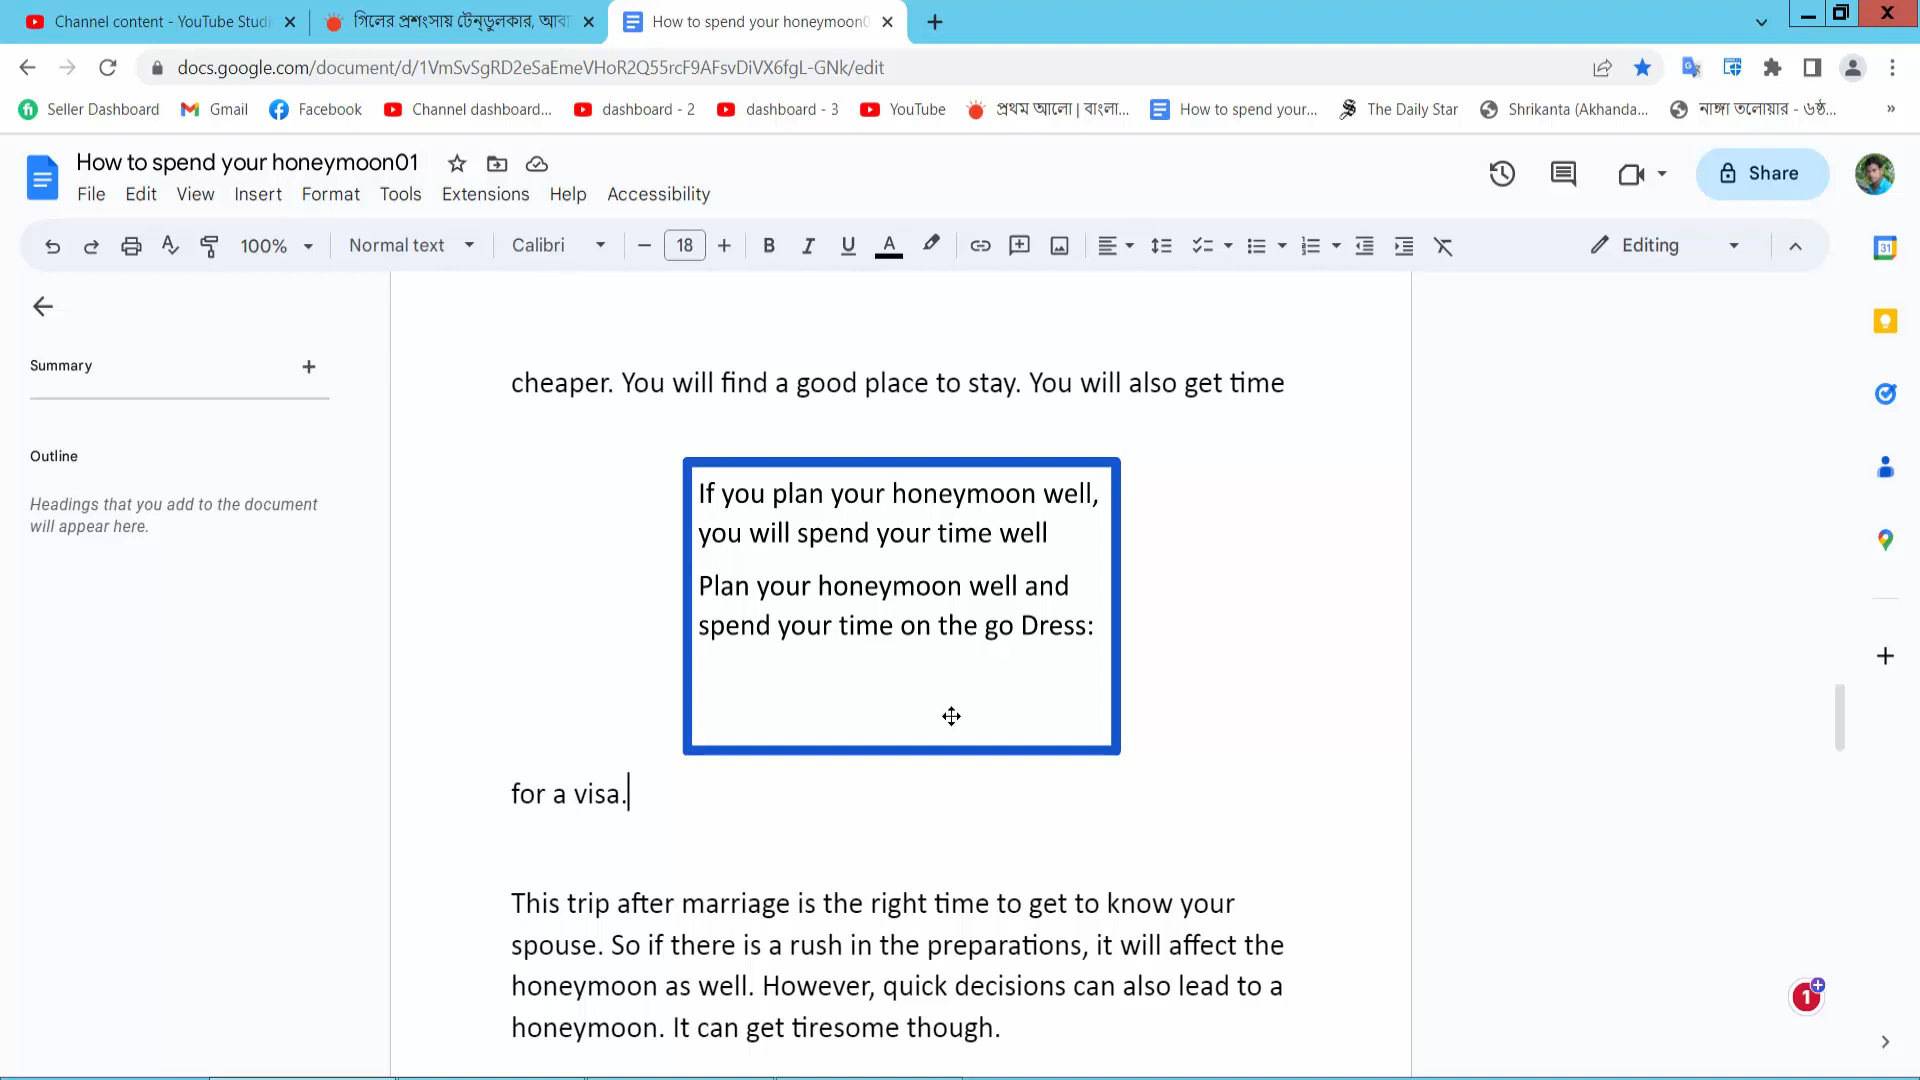 Channel content - YouTube Studi
গিলের প্রশংসায় টেন্ডুলকার, আবা
How to spend your honeymoon0
docs.google.com/document/d/1VmSvSgRD2eSaEmeVHoR2Q55rcF9AFsvDiVX6fgL-GNk/edit
Seller Dashboard
Gmail
Facebook
Channel dashboard...
dashboard - 2
dashboard - 3
YouTube
প্রথম আলো | বাংলা...
How to spend your...
The Daily Star
Shrikanta (Akhanda...
নাঙ্গা তলোয়ার - ৬ষ্ঠ...
»
How to spend your honeymoon01
File Edit View Insert Format Tools Extensions Help Accessibility
Share
100%
Normal text
Calibri
18
B I U A
Editing
31
Summary
Outline
Headings that you add to the document
will appear here.
cheaper. You will find a good place to stay. You will also get time
If you plan your honeymoon well,
you will spend your time well
Plan your honeymoon well and
spend your time on the go Dress:
for a visa.
This trip after marriage is the right time to get to know your
spouse. So if there is a rush in the preparations, it will affect the
honeymoon as well. However, quick decisions can also lead to a
honeymoon. It can get tiresome though.
1